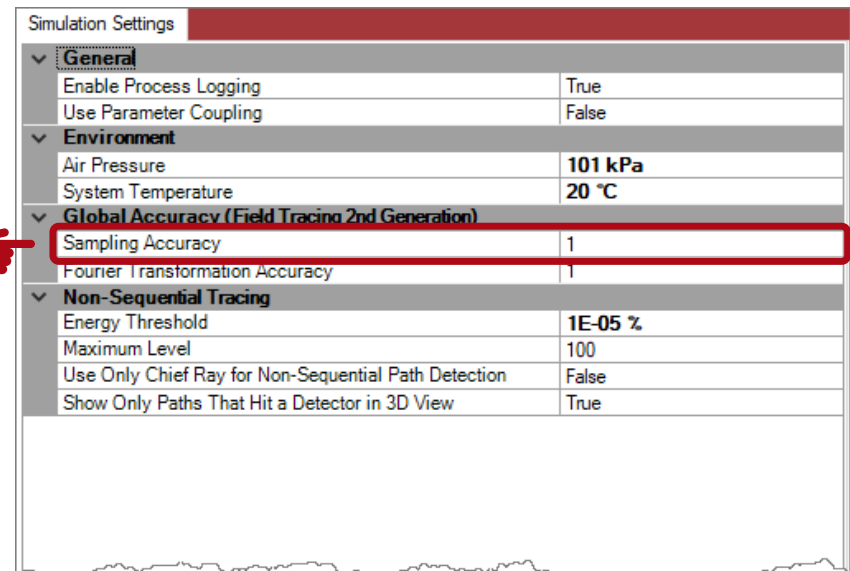 Simulation Settings
General
Enable Process Logging True
Use Parameter Coupling False
Environment
Air Pressure 101 kPa
System Temperature 20 °C
Global Accuracy (Field Tracing 2nd Generation)
Sampling Accuracy 1
Fourier Transformation Accuracy 1
Non-Sequential Tracing
Energy Threshold 1E-05 %
Maximum Level 100
Use Only Chief Ray for Non-Sequential Path Detection False
Show Only Paths That Hit a Detector in 3D View True